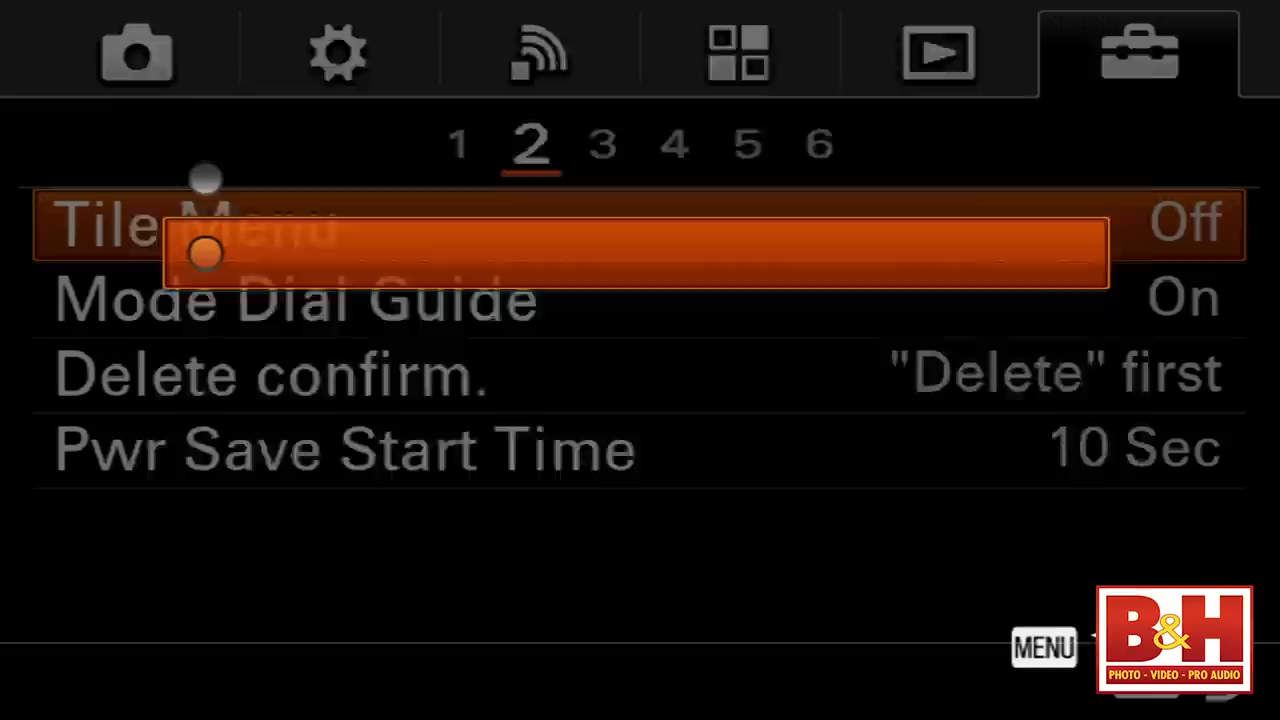 1 2 3 4 5 6
Tile Menu Off
Mode Dial Guide On
Delete confirm. "Delete" first
Pwr Save Start Time 10 Sec
MENU
B&H
PHOTO - VIDEO - PRO AUDIO